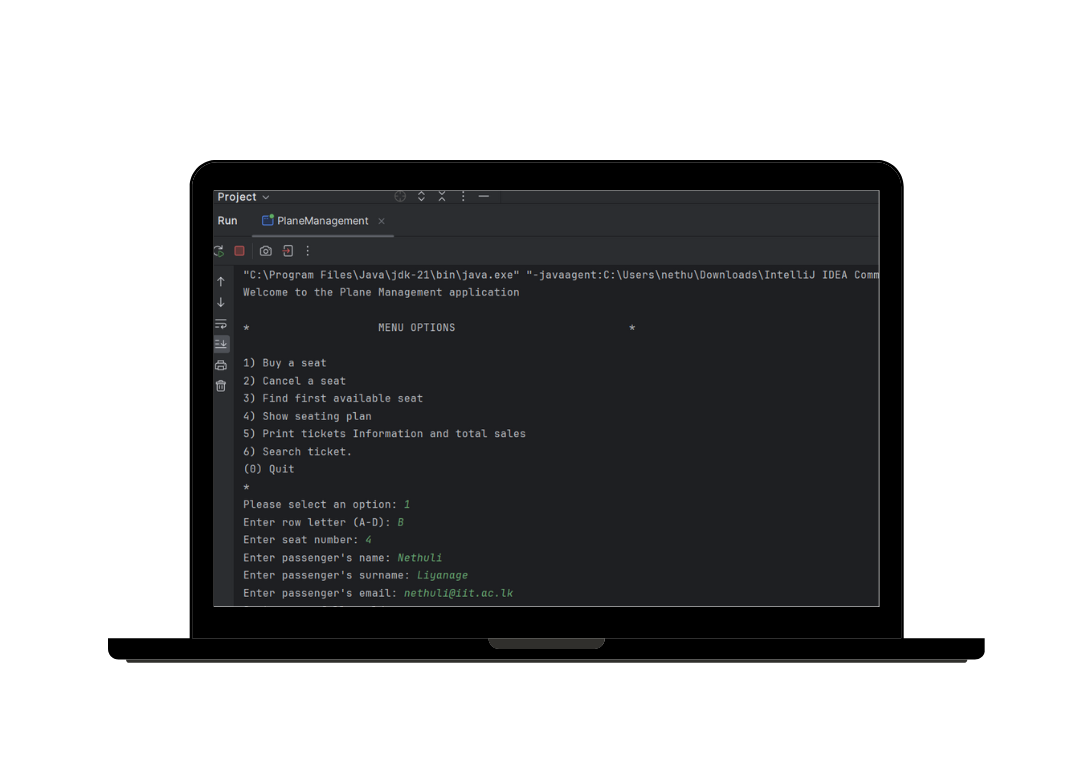 Project
Run PlaneManagement
"C:\Program Files\Java\jdk-21\bin\java.exe" "-javaagent:C:\Users\nethu\Downloads\IntelliJ IDEA Comm
Welcome to the Plane Management application
* MENU OPTIONS *
1) Buy a seat
2) Cancel a seat
3) Find first available seat
4) Show seating plan
5) Print tickets Information and total sales
6) Search ticket.
(0) Quit
*
Please select an option: 1
Enter row letter (A-D): B
Enter seat number: 4
Enter passenger's name: Nethuli
Enter passenger's surname: Liyanage
Enter passenger's email: nethuli@iit.ac.lk